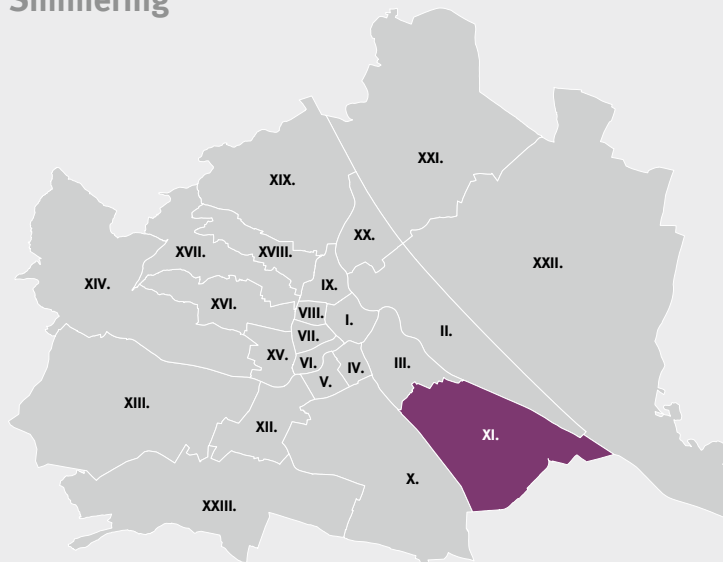 Simmering
XXI.
XIX.
XX.
XVII.
XVIII.
XXII.
XIV.
IX.
XVI.
VIII.
I.
II.
VII.
XV.
VI.
IV.
III.
V.
XIII.
XII.
XI.
X.
XXIII.